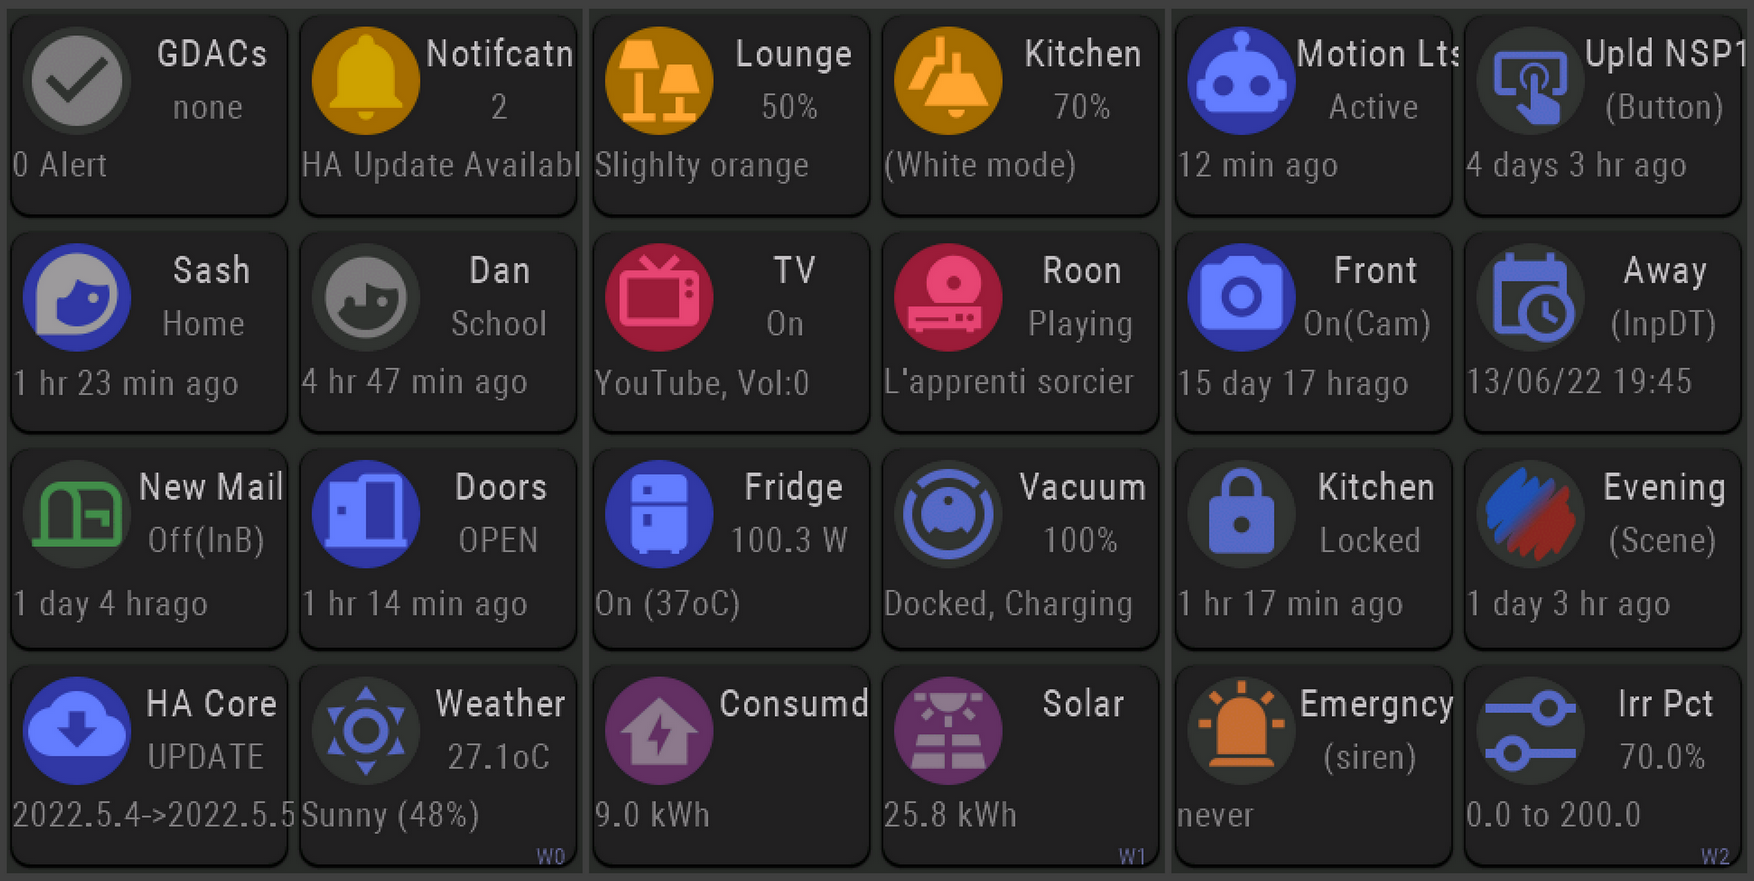 GDACs
none
0 Alert
Notifcatn
2
HA Update Availabl
Lounge
50%
Slighlty orange
Kitchen
70%
(White mode)
Motion Lts
Active
12 min ago
Upld NSP1
(Button)
4 days 3 hr ago
Sash
Home
1 hr 23 min ago
Dan
School
4 hr 47 min ago
TV
On
YouTube, Vol:0
Roon
Playing
L'apprenti sorcier
Front
On(Cam)
15 day 17 hrago
Away
(InpDT)
13/06/22 19:45
New Mail
Off(InB)
1 day 4 hrago
Doors
OPEN
1 hr 14 min ago
Fridge
100.3 W
On (37oC)
Vacuum
100%
Docked, Charging
Kitchen
Locked
1 hr 17 min ago
Evening
(Scene)
1 day 3 hr ago
HA Core
UPDATE
2022.5.4->2022.5.5
Weather
27.1oC
Sunny (48%)
W0
Consumd
9.0 kWh
Solar
25.8 kWh
W1
Emergncy
(siren)
never
Irr Pct
70.0%
0.0 to 200.0
W2